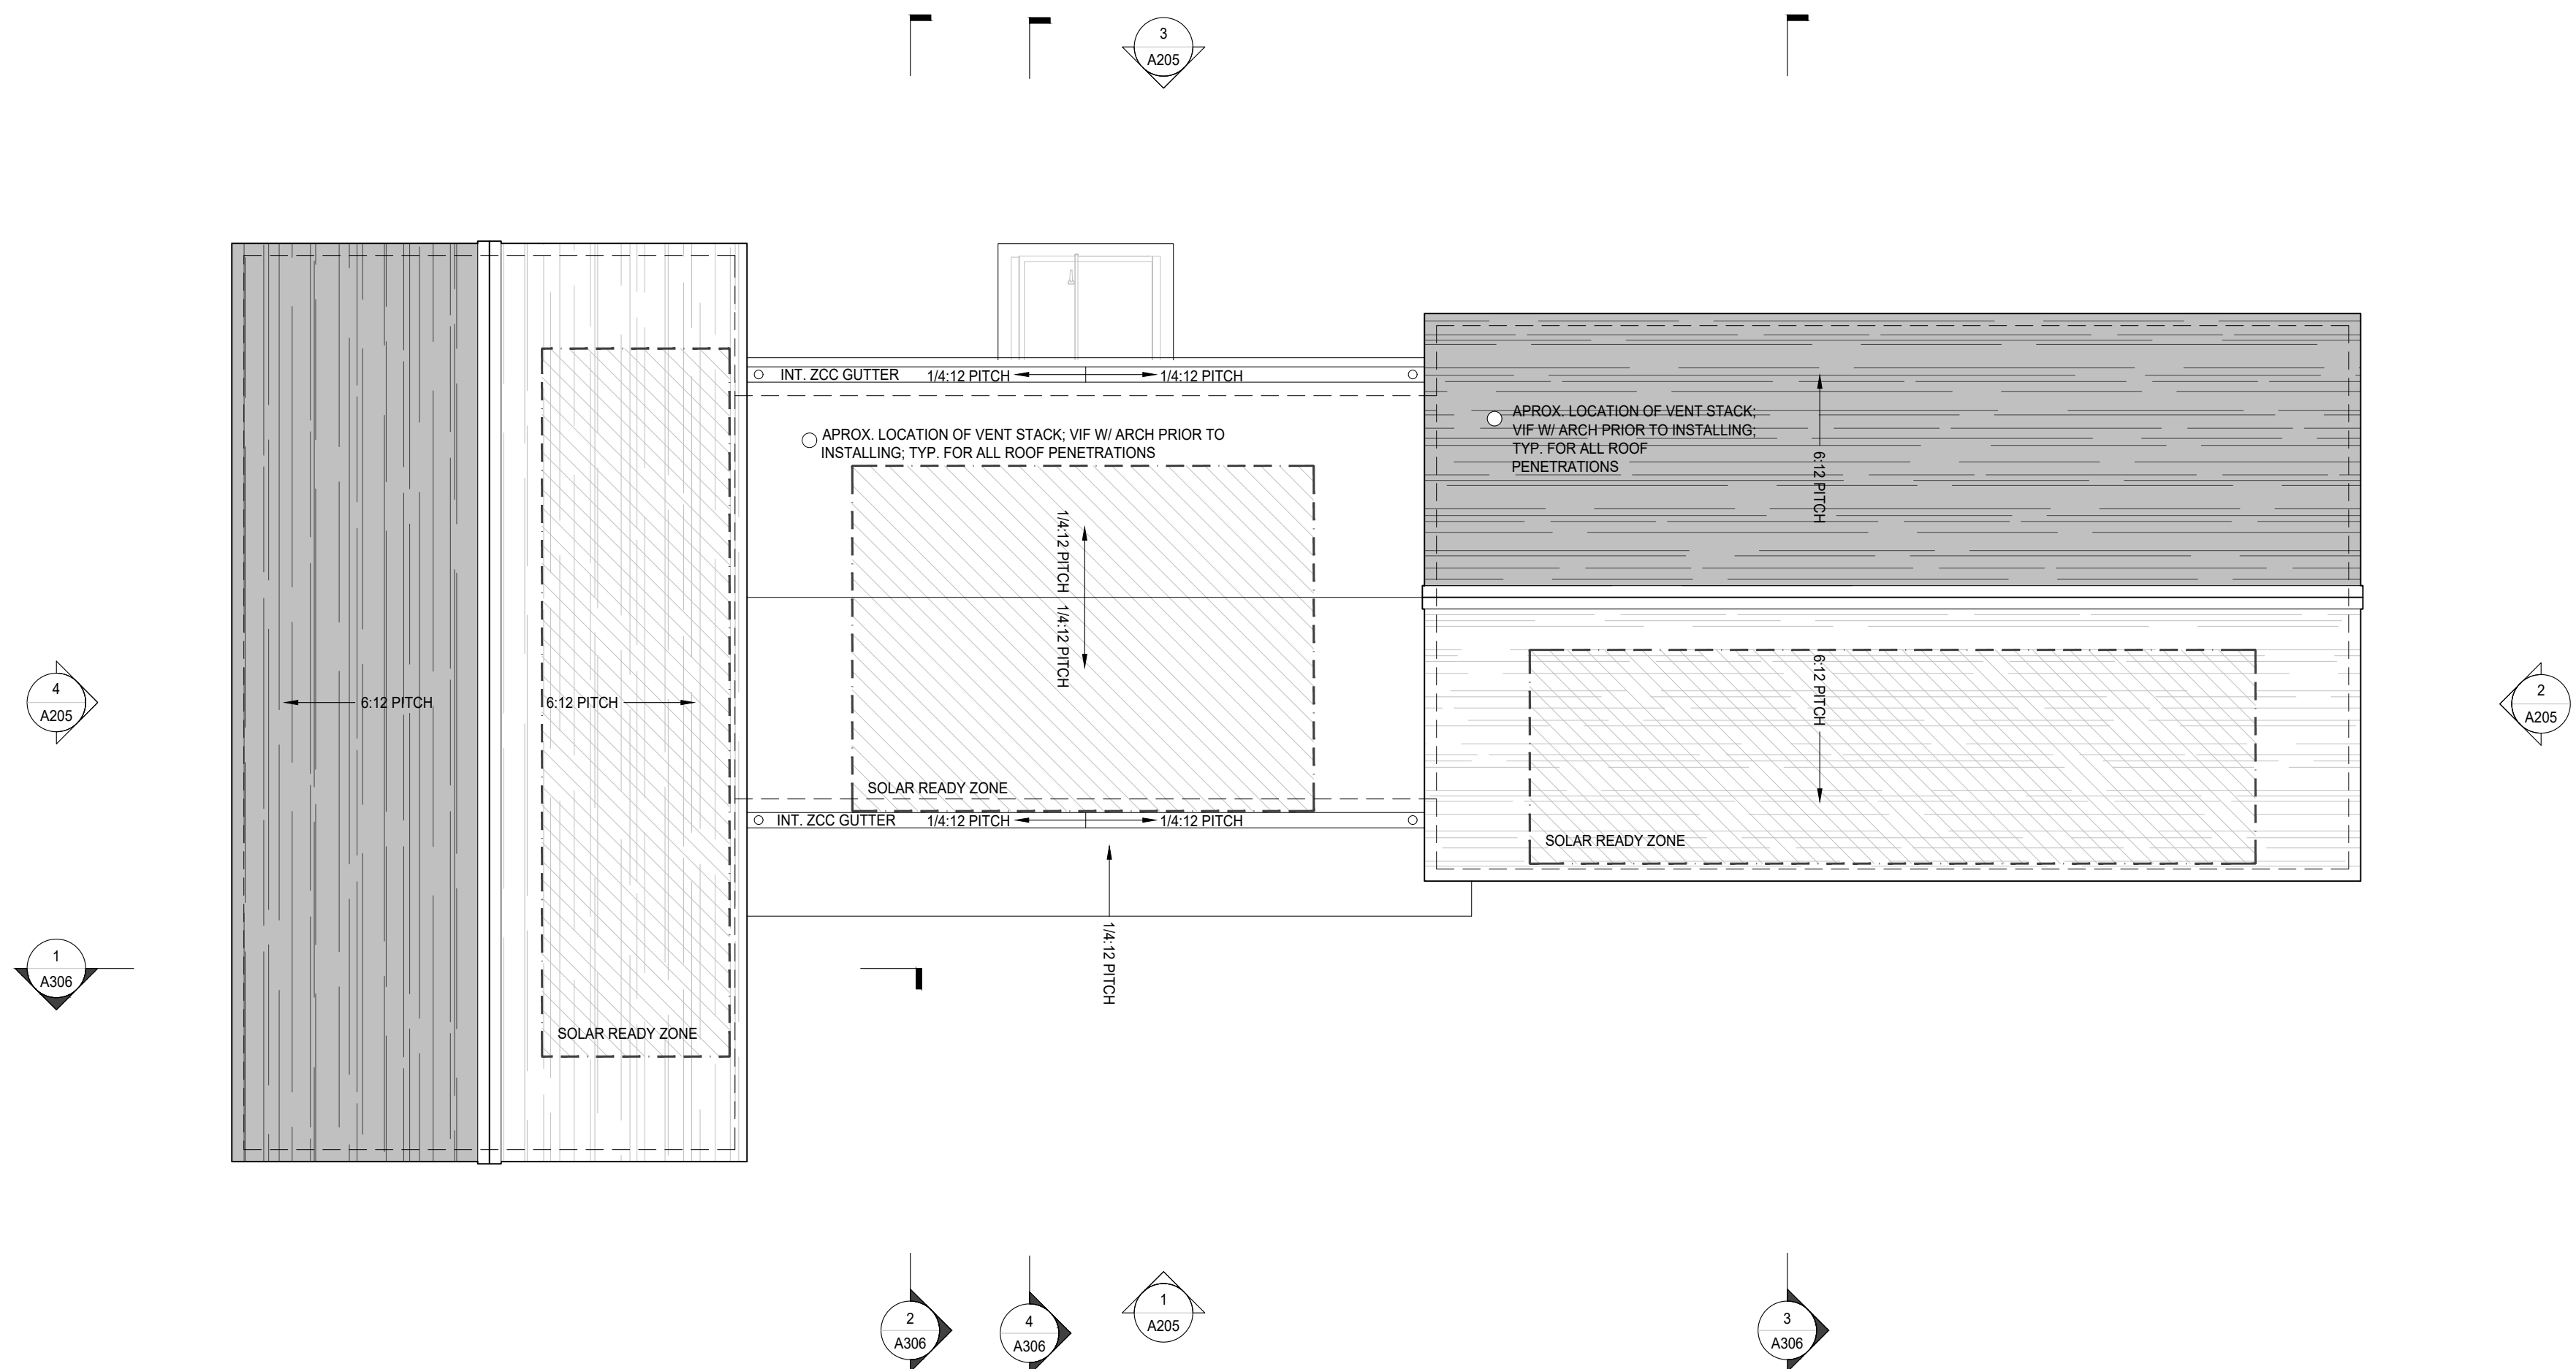 3
A205
INT. ZCC GUTTER 1/4:12 PITCH 1/4:12 PITCH
APROX. LOCATION OF VENT STACK; VIF W/ ARCH PRIOR TO
INSTALLING; TYP. FOR ALL ROOF PENETRATIONS
APROX. LOCATION OF VENT STACK;
VIF W/ ARCH PRIOR TO INSTALLING;
TYP. FOR ALL ROOF
PENETRATIONS
6:12 PITCH
1/4:12 PITCH 1/4:12 PITCH
4
A205
6:12 PITCH
6:12 PITCH
6:12 PITCH
2
A205
SOLAR READY ZONE
INT. ZCC GUTTER 1/4:12 PITCH 1/4:12 PITCH
SOLAR READY ZONE
1/4:12 PITCH
1
A306
SOLAR READY ZONE
2
A306
4
A306
1
A205
3
A306